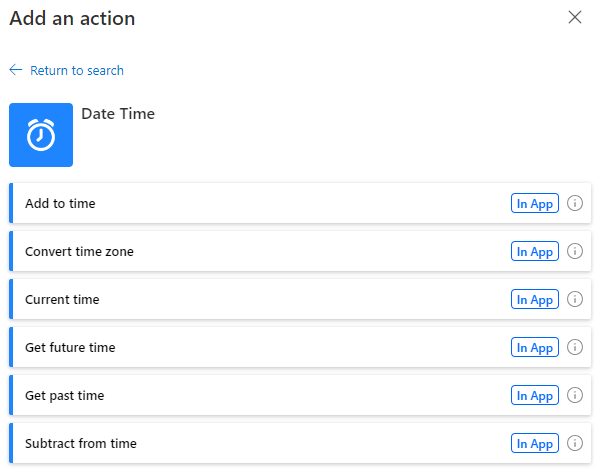 Add an action
Return to search
Date Time
Add to time In App
Convert time zone In App
Current time In App
Get future time In App
Get past time In App
Subtract from time In App